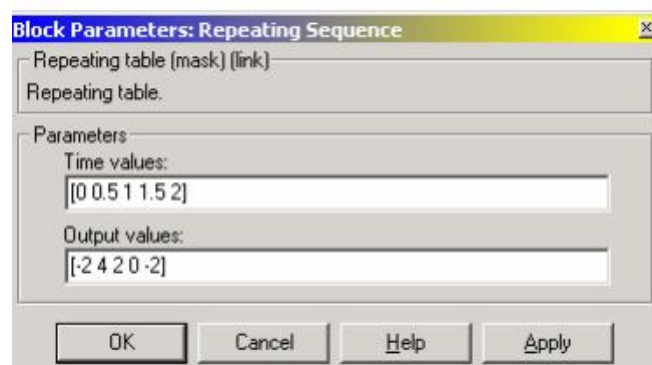 Block Parameters: Repeating Sequence
Repeating table (mask) (link)
Repeating table.
Parameters
Time values:
[0 0.5 1 1.5 2]
Output values:
[-2 4 2 0 -2]
OK Cancel Help Apply